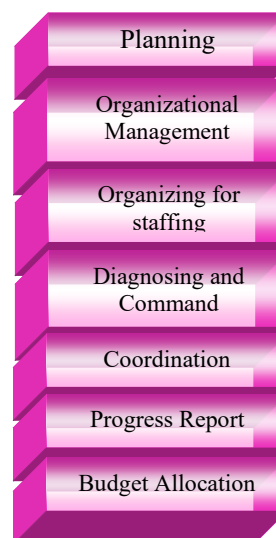 Planning
Organizational
Management
Organizing for
staffing
Diagnosing and
Command
Coordination
Progress Report
Budget Allocation